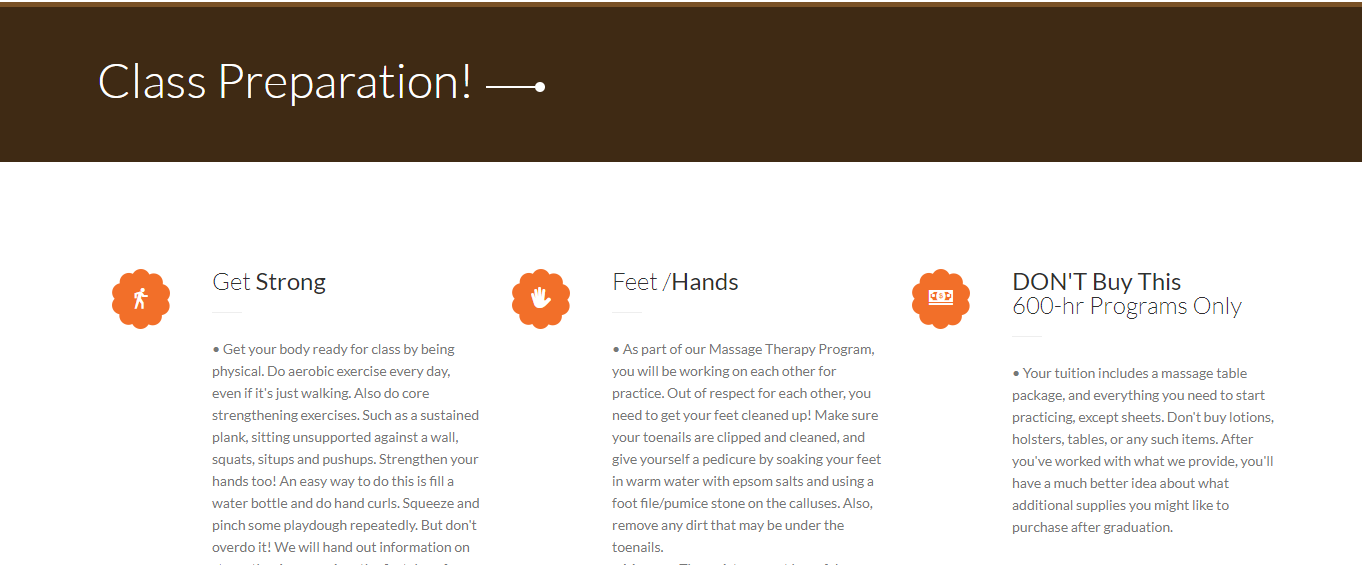 Class Preparation!
Get Strong
• Get your body ready for class by being
physical. Do aerobic exercise every day,
even if it's just walking. Also do core
strengthening exercises. Such as a sustained
plank, sitting unsupported against a wall,
squats, situps and pushups. Strengthen your
hands too! An easy way to do this is fill a
water bottle and do hand curls. Squeeze and
pinch some playdough repeatedly. But don't
overdo it! We will hand out information on
Feet /Hands
• As part of our Massage Therapy Program,
you will be working on each other for
practice. Out of respect for each other, you
need to get your feet cleaned up! Make sure
your toenails are clipped and cleaned, and
give yourself a pedicure by soaking your feet
in warm water with epsom salts and using a
foot file/pumice stone on the calluses. Also,
remove any dirt that may be under the
toenails.
DON'T Buy This
600-hr Programs Only
• Your tuition includes a massage table
package, and everything you need to start
practicing, except sheets. Don't buy lotions,
holsters, tables, or any such items. After
you've worked with what we provide, you'll
have a much better idea about what
additional supplies you might like to
purchase after graduation.